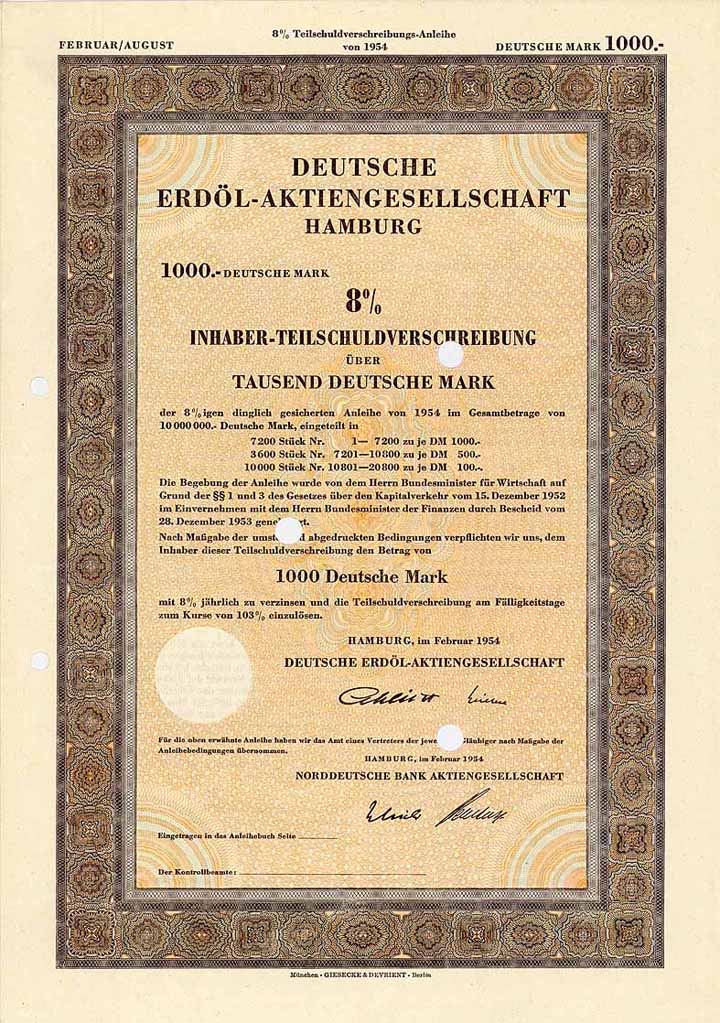 FEBRUAR/AUGUST
8% Teilschuldverschreibungs-Anleihe
von 1954
DEUTSCHE MARK 1000.-
DEUTSCHE
ERDÖL-AKTIENGESELLSCHAFT
HAMBURG
1000.- DEUTSCHE MARK
8%
INHABER-TEILSCHULDVERSCHREIBUNG
ÜBER
TAUSEND DEUTSCHE MARK
der 8%igen dinglich gesicherten Anleihe von 1954 im Gesamtbetrage von
10 000 000.- Deutsche Mark, eingeteilt in
7200 Stück Nr. 1— 7200 zu je DM 1000.-
3600 Stück Nr. 7201—10800 zu je DM 500.-
10000 Stück Nr. 10801—20800 zu je DM 100.-
Die Begebung der Anleihe wurde von dem Herrn Bundesminister für Wirtschaft auf
Grund der §§ 1 und 3 des Gesetzes über den Kapitalverkehr vom 15. Dezember 1952
im Einvernehmen mit dem Herrn Bundesminister der Finanzen durch Bescheid vom
28. Dezember 1953
Nach Maßgabe der abgedruckten Bedingungen verpflichten wir uns, dem
Inhaber dieser Teilschuldverschreibung den Betrag von
1000 Deutsche Mark
mit 8% jährlich zu verzinsen und die Teilschuldverschreibung am Fälligkeitstage
zum Kurse von 103% einzulösen.
HAMBURG, im Februar 1954
DEUTSCHE ERDÖL-AKTIENGESELLSCHAFT
Für die oben erwähnte Anleihe haben wir das Amt eines Vertreters der Gläubiger nach Maßgabe der
Anleihebedingungen übernommen.
HAMBURG, im Februar 1954
NORDDEUTSCHE BANK AKTIENGESELLSCHAFT
Eingetragen in das Anleihebuch Seite
Der Kontrollbeamte:
München - GIESECKE & DEVRIENT - Berlin